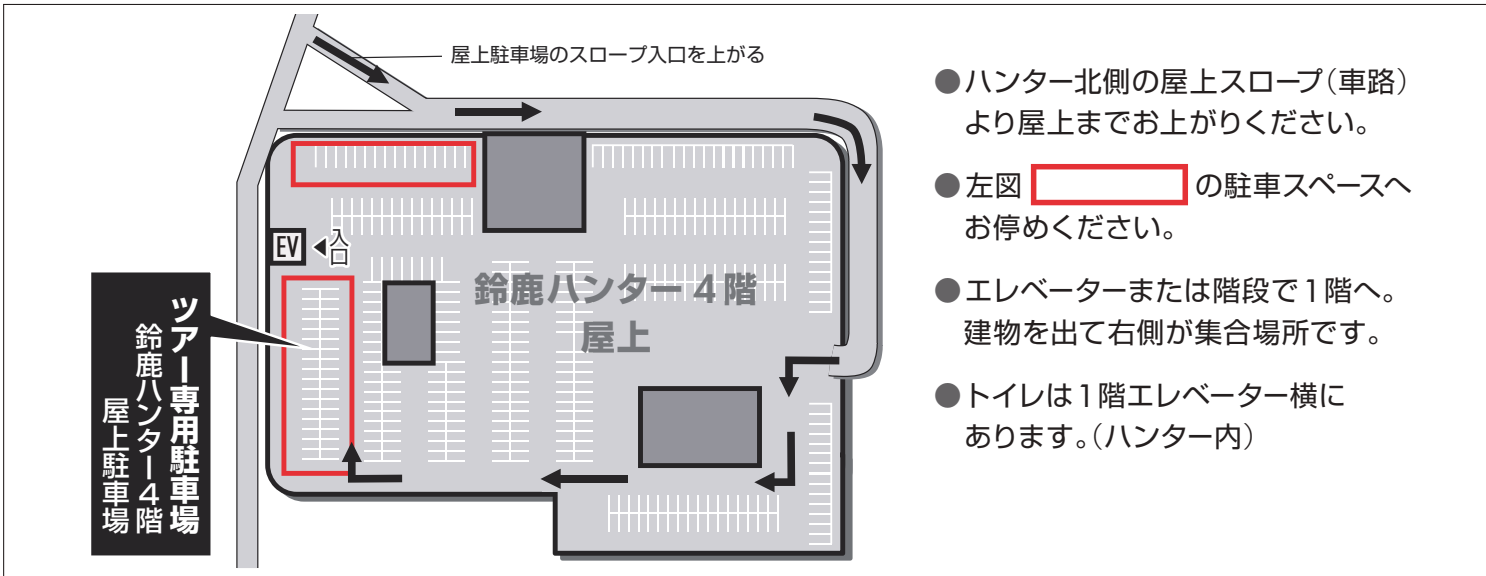 屋上駐車場のスロープ入口を上がる
EV
入口
鈴鹿ハンター 4階
屋上
ツアー専用駐車場
鈴鹿ハンター4階
屋上駐車場
●ハンター北側の屋上スロープ(車路)
より屋上までお上がりください。
●左図 の駐車スペースへ
お停めください。
●エレベーターまたは階段で1階へ。
建物を出て右側が集合場所です。
●トイレは1階エレベーター横に
あります。(ハンター内)